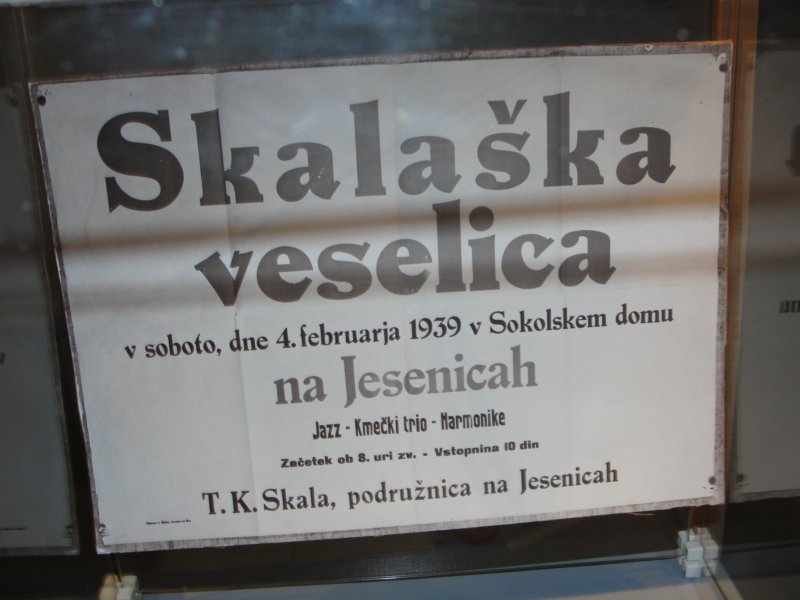 Skalaška
veselica
v soboto, dne 4. februarja 1939 v Sokolskem domu
na Jesenicah
Jazz - Kmečki trio - Harmonike
Začetek ob 8. uri zv. - Vstopnina 10 din
T. K. Skala, podružnica na Jesenicah